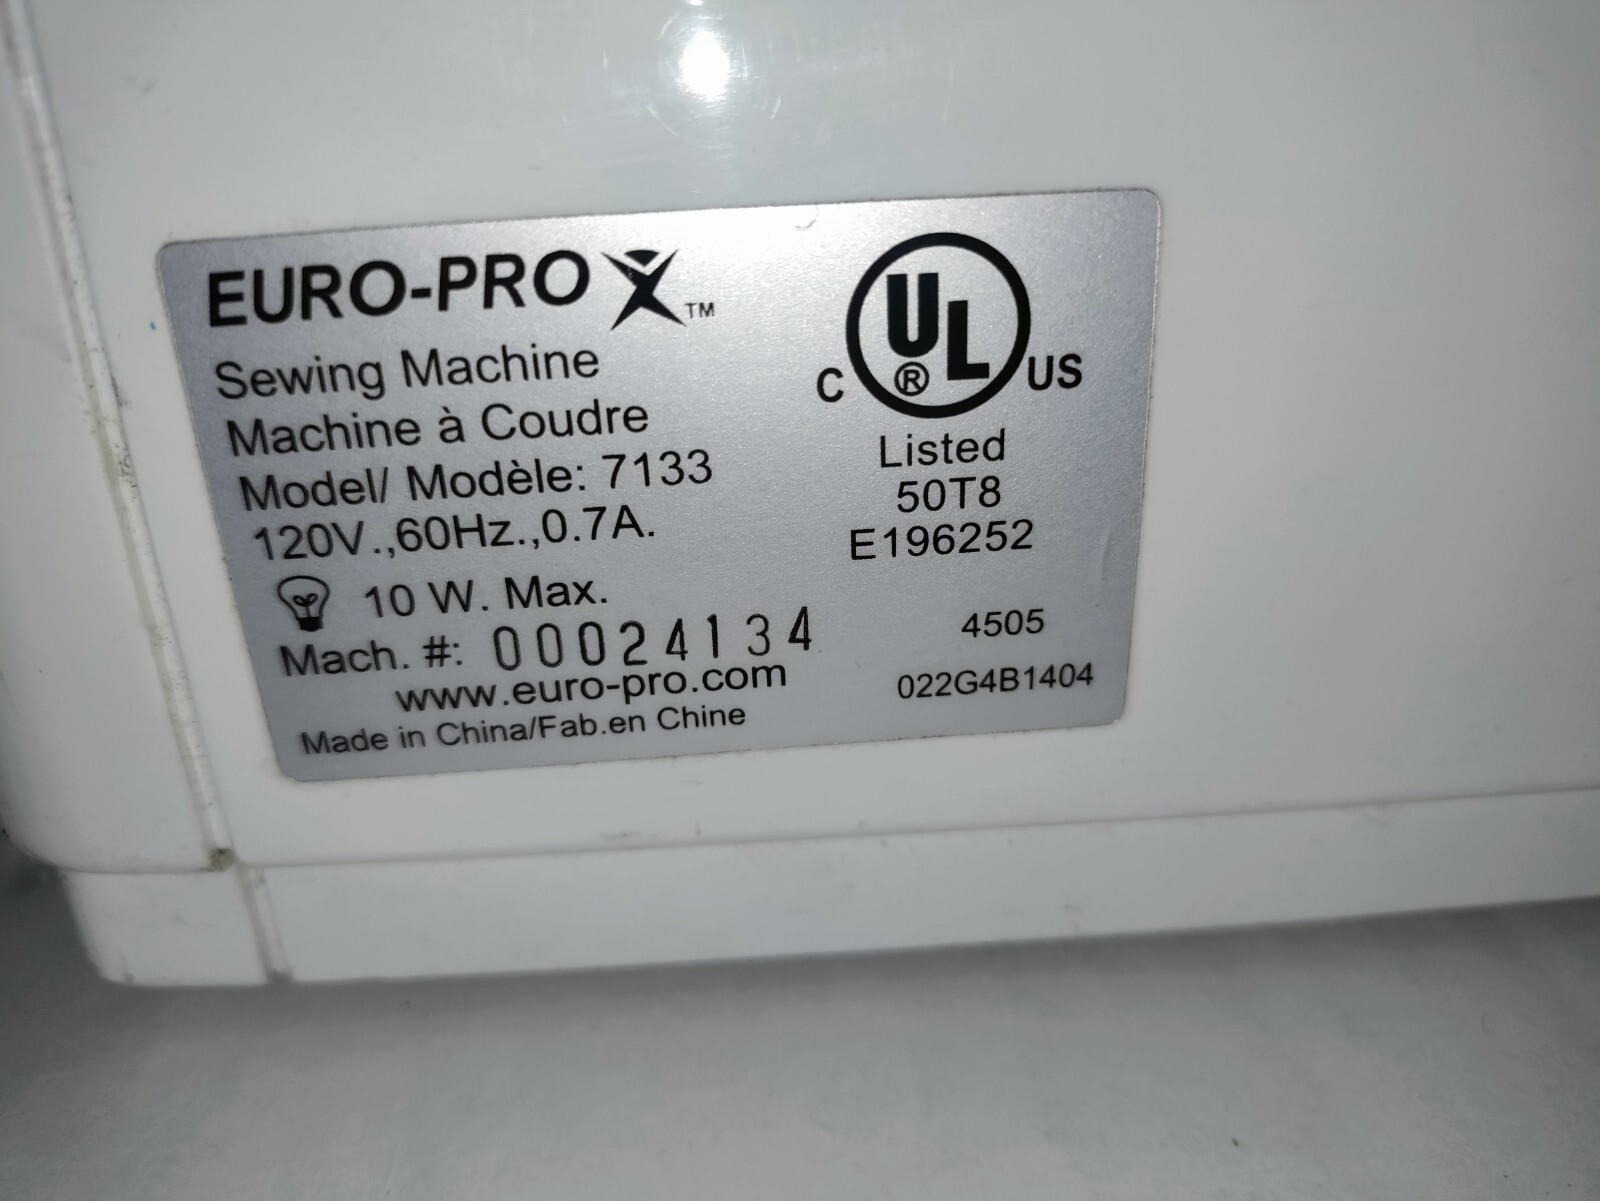 EURO-PRO X™
Sewing Machine
Machine à Coudre
Model/ Modèle: 7133
120V.,60Hz.,0.7A.
10 W. Max.
Mach. #: 00024134
www.euro-pro.com
Made in China/Fab.en Chine
C UL® US
Listed
50T8
E196252
4505
022G4B1404